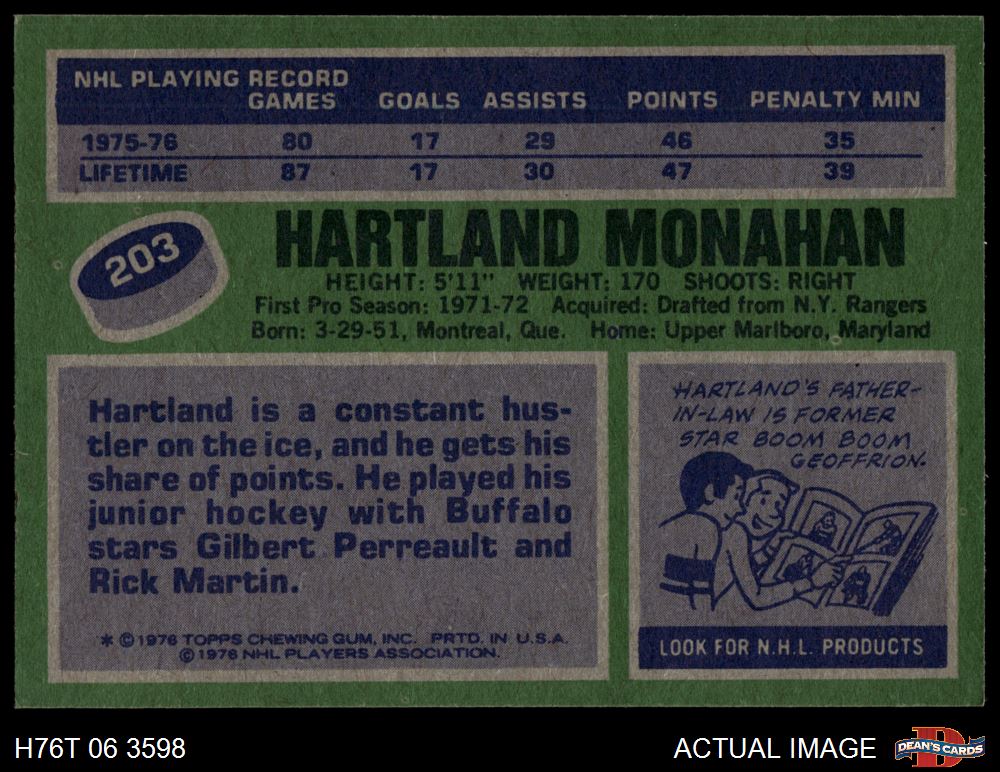 NHL PLAYING RECORD
GAMES GOALS ASSISTS POINTS PENALTY MIN
1975-76 80 17 29 46 35
LIFETIME 87 17 30 47 39
203
HARTLAND MONAHAN
HEIGHT: 5'11" WEIGHT: 170 SHOOTS: RIGHT
First Pro Season: 1971-72 Acquired: Drafted from N.Y. Rangers
Born: 3-29-51, Montreal, Que. Home: Upper Marlboro, Maryland
Hartland is a constant hus-
tler on the ice, and he gets his
share of points. He played his
junior hockey with Buffalo
stars Gilbert Perreault and
Rick Martin.
* © 1976 TOPPS CHEWING GUM, INC. PRTD. IN U.S.A.
© 1976 NHL PLAYERS ASSOCIATION.
HARTLAND'S FATHER-
IN-LAW IS FORMER
STAR BOOM BOOM
GEOFFRION.
LOOK FOR N.H.L. PRODUCTS
H76T 06 3598
ACTUAL IMAGE
D
DEAN'S CARDS